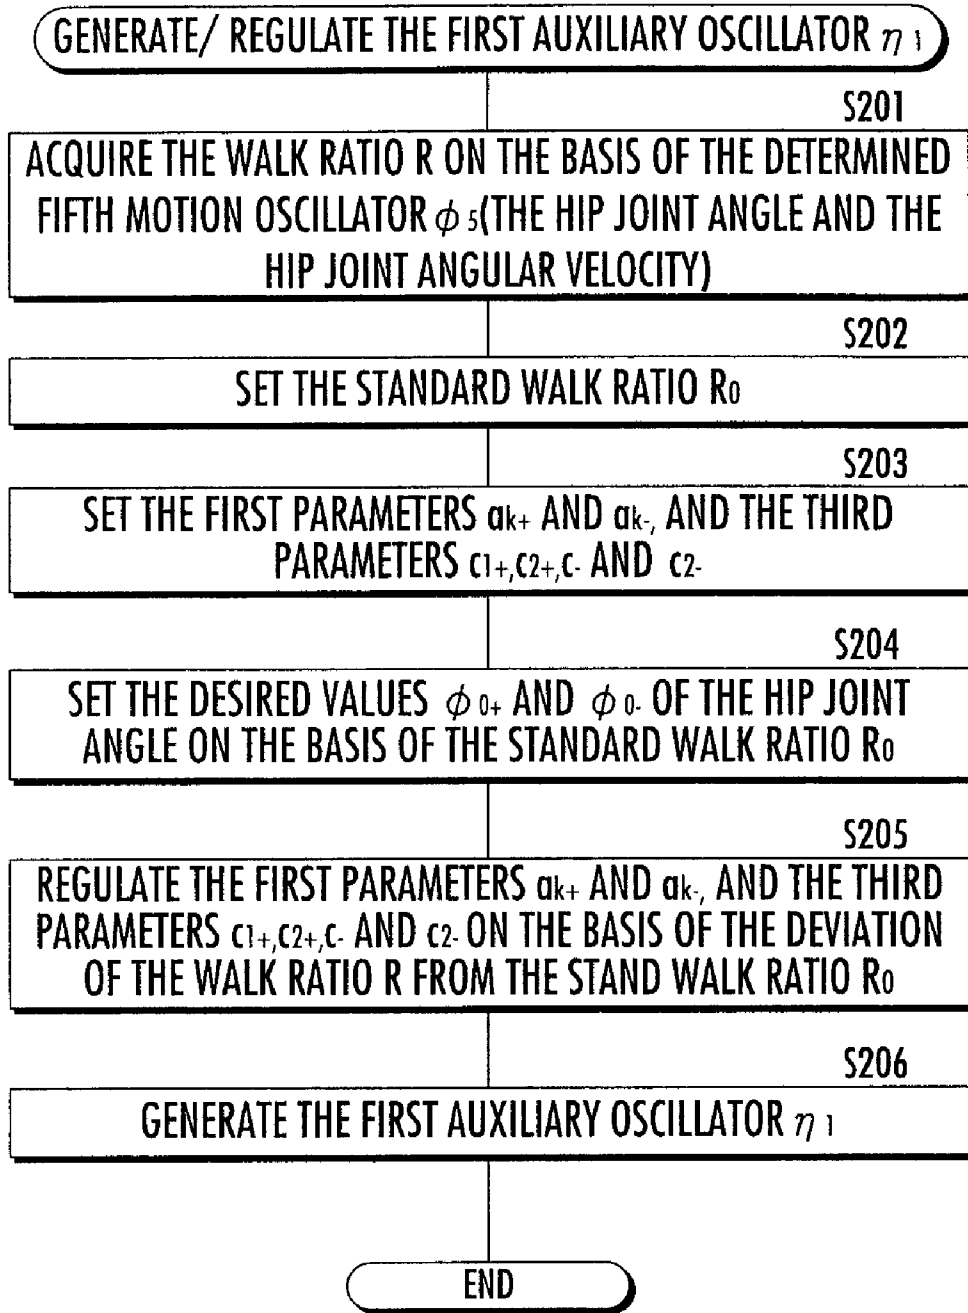 GENERATE/ REGULATE THE FIRST AUXILIARY OSCILLATOR η 1
S201
ACQUIRE THE WALK RATIO R ON THE BASIS OF THE DETERMINED
FIFTH MOTION OSCILLATOR ϕ 5(THE HIP JOINT ANGLE AND THE
HIP JOINT ANGULAR VELOCITY)
S202
SET THE STANDARD WALK RATIO R0
S203
SET THE FIRST PARAMETERS ak+ AND ak-, AND THE THIRD
PARAMETERS c1+,c2+,c- AND c2-
S204
SET THE DESIRED VALUES ϕ 0+ AND ϕ 0- OF THE HIP JOINT
ANGLE ON THE BASIS OF THE STANDARD WALK RATIO R0
S205
REGULATE THE FIRST PARAMETERS ak+ AND ak-, AND THE THIRD
PARAMETERS c1+,c2+,c- AND c2- ON THE BASIS OF THE DEVIATION
OF THE WALK RATIO R FROM THE STAND WALK RATIO R0
S206
GENERATE THE FIRST AUXILIARY OSCILLATOR η 1
END